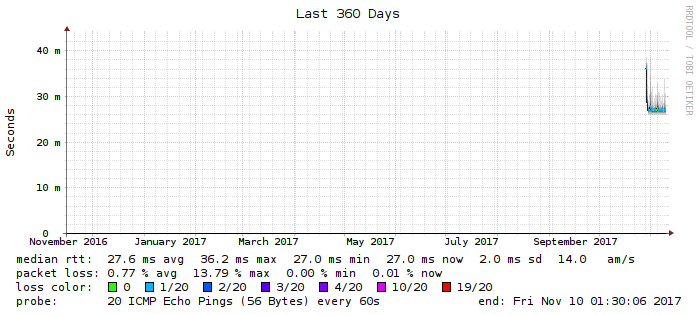 Last 360 Days
RRDTOOL / TOBI OETIKER
Seconds
40 m
30 m
20 m
10 m
0
November 2016 January 2017 March 2017 May 2017 July 2017 September 2017
median rtt: 27.6 ms avg 36.2 ms max 27.0 ms min 27.0 ms now 2.0 ms sd 14.0 am/s
packet loss: 0.77 % avg 13.79 % max 0.00 % min 0.01 % now
loss color: 0 1/20 2/20 3/20 4/20 10/20 19/20
probe: 20 ICMP Echo Pings (56 Bytes) every 60s end: Fri Nov 10 01:30:06 2017